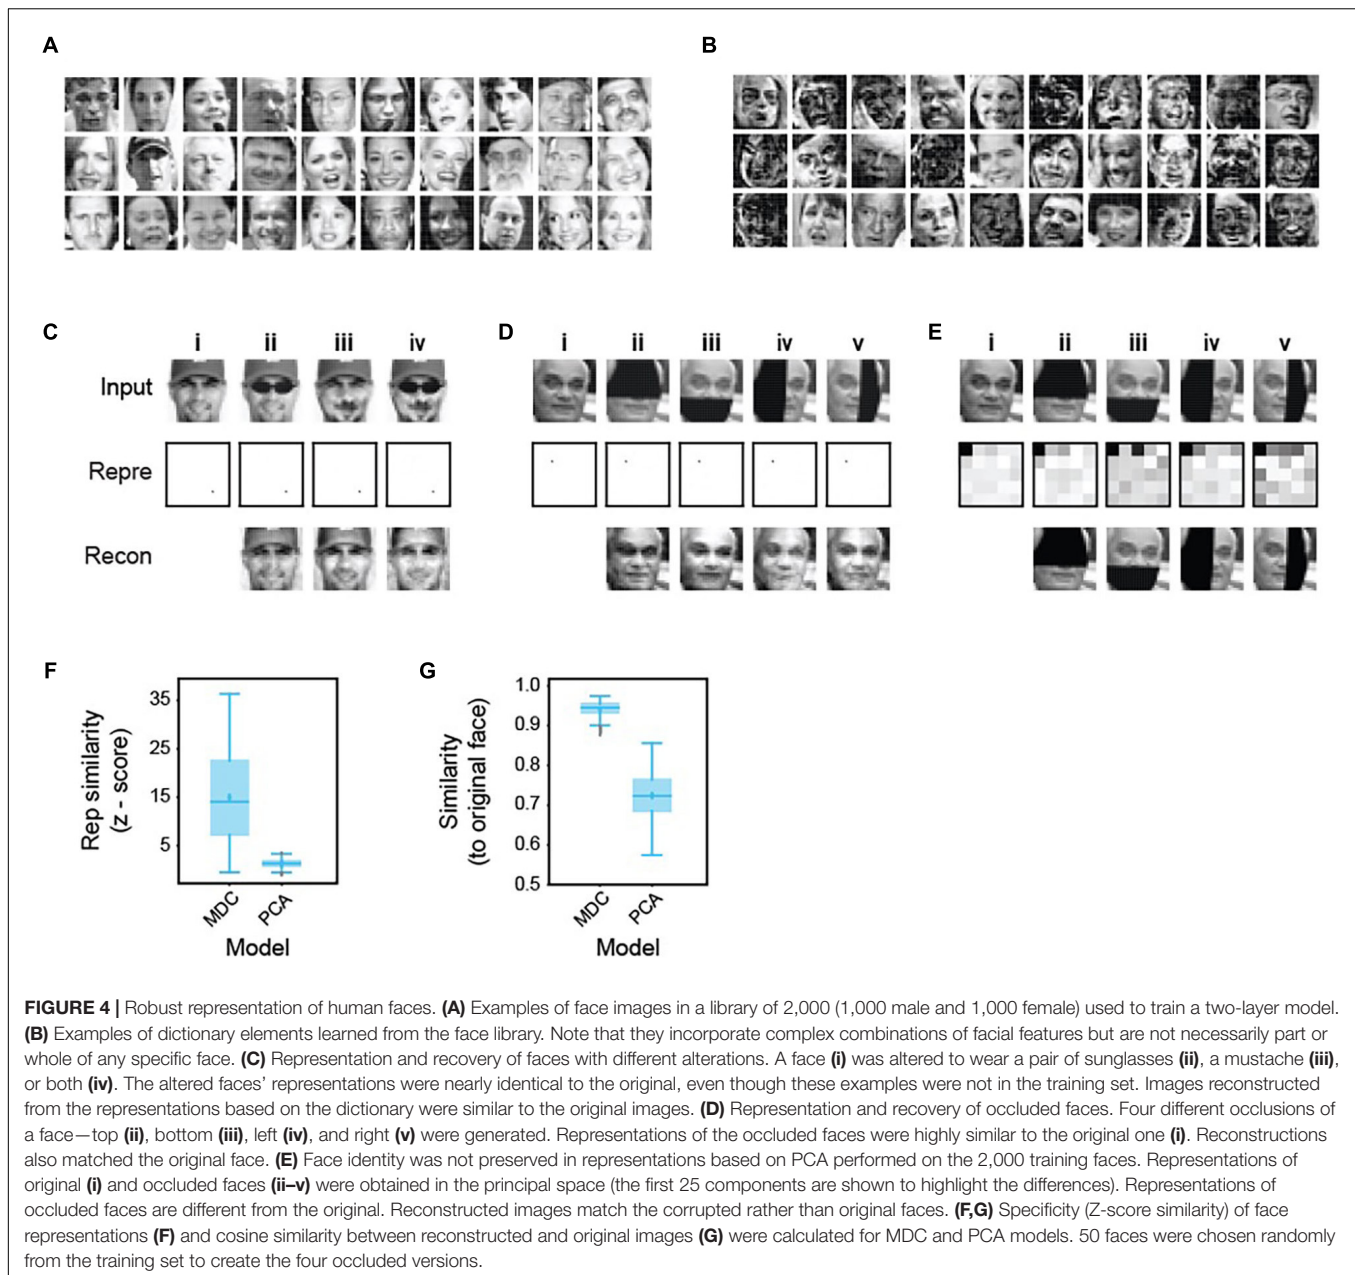 A
B
C
i ii iii iv
D
i ii iii iv v
E
i ii iii iv v
Input
Repre
Recon
F
35
25
15
5
Rep similarity
(z - score)
MDC PCA
Model
G
1.0
0.9
0.8
0.7
0.6
0.5
Similarity
(to original face)
MDC PCA
Model
FIGURE 4 | Robust representation of human faces. (A) Examples of face images in a library of 2,000 (1,000 male and 1,000 female) used to train a two-layer model.
(B) Examples of dictionary elements learned from the face library. Note that they incorporate complex combinations of facial features but are not necessarily part or
whole of any specific face. (C) Representation and recovery of faces with different alterations. A face (i) was altered to wear a pair of sunglasses (ii), a mustache (iii),
or both (iv). The altered faces' representations were nearly identical to the original, even though these examples were not in the training set. Images reconstructed
from the representations based on the dictionary were similar to the original images. (D) Representation and recovery of occluded faces. Four different occlusions of
a face—top (ii), bottom (iii), left (iv), and right (v) were generated. Representations of the occluded faces were highly similar to the original one (i). Reconstructions
also matched the original face. (E) Face identity was not preserved in representations based on PCA performed on the 2,000 training faces. Representations of
original (i) and occluded faces (ii–v) were obtained in the principal space (the first 25 components are shown to highlight the differences). Representations of
occluded faces are different from the original. Reconstructed images match the corrupted rather than original faces. (F,G) Specificity (Z-score similarity) of face
representations (F) and cosine similarity between reconstructed and original images (G) were calculated for MDC and PCA models. 50 faces were chosen randomly
from the training set to create the four occluded versions.